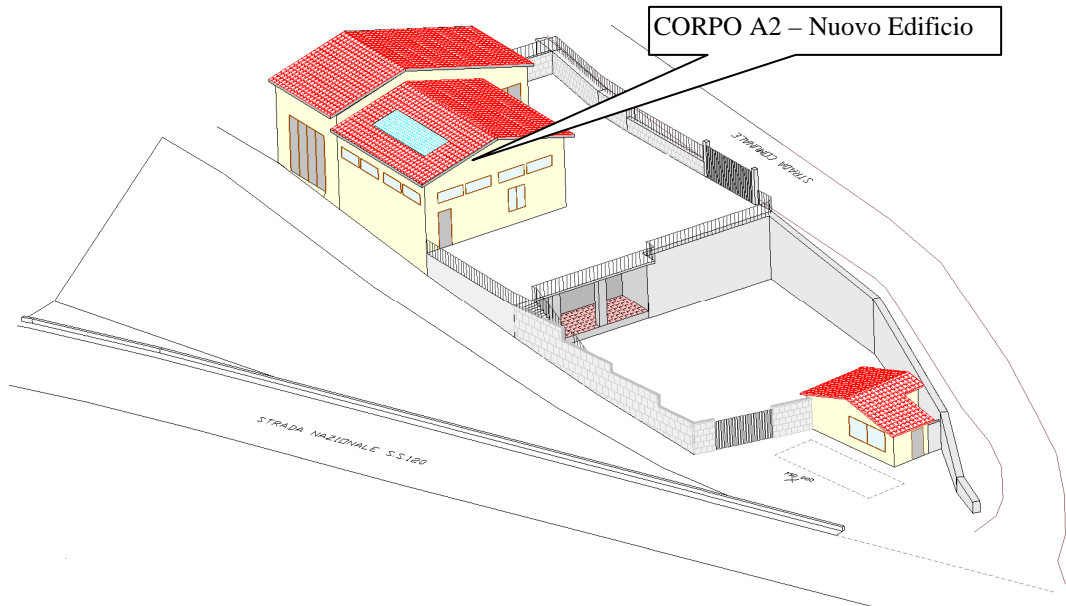 CORPO A2 – Nuovo Edificio
STRADA COMUNALE
STRADA NAZIONALE S.S.120